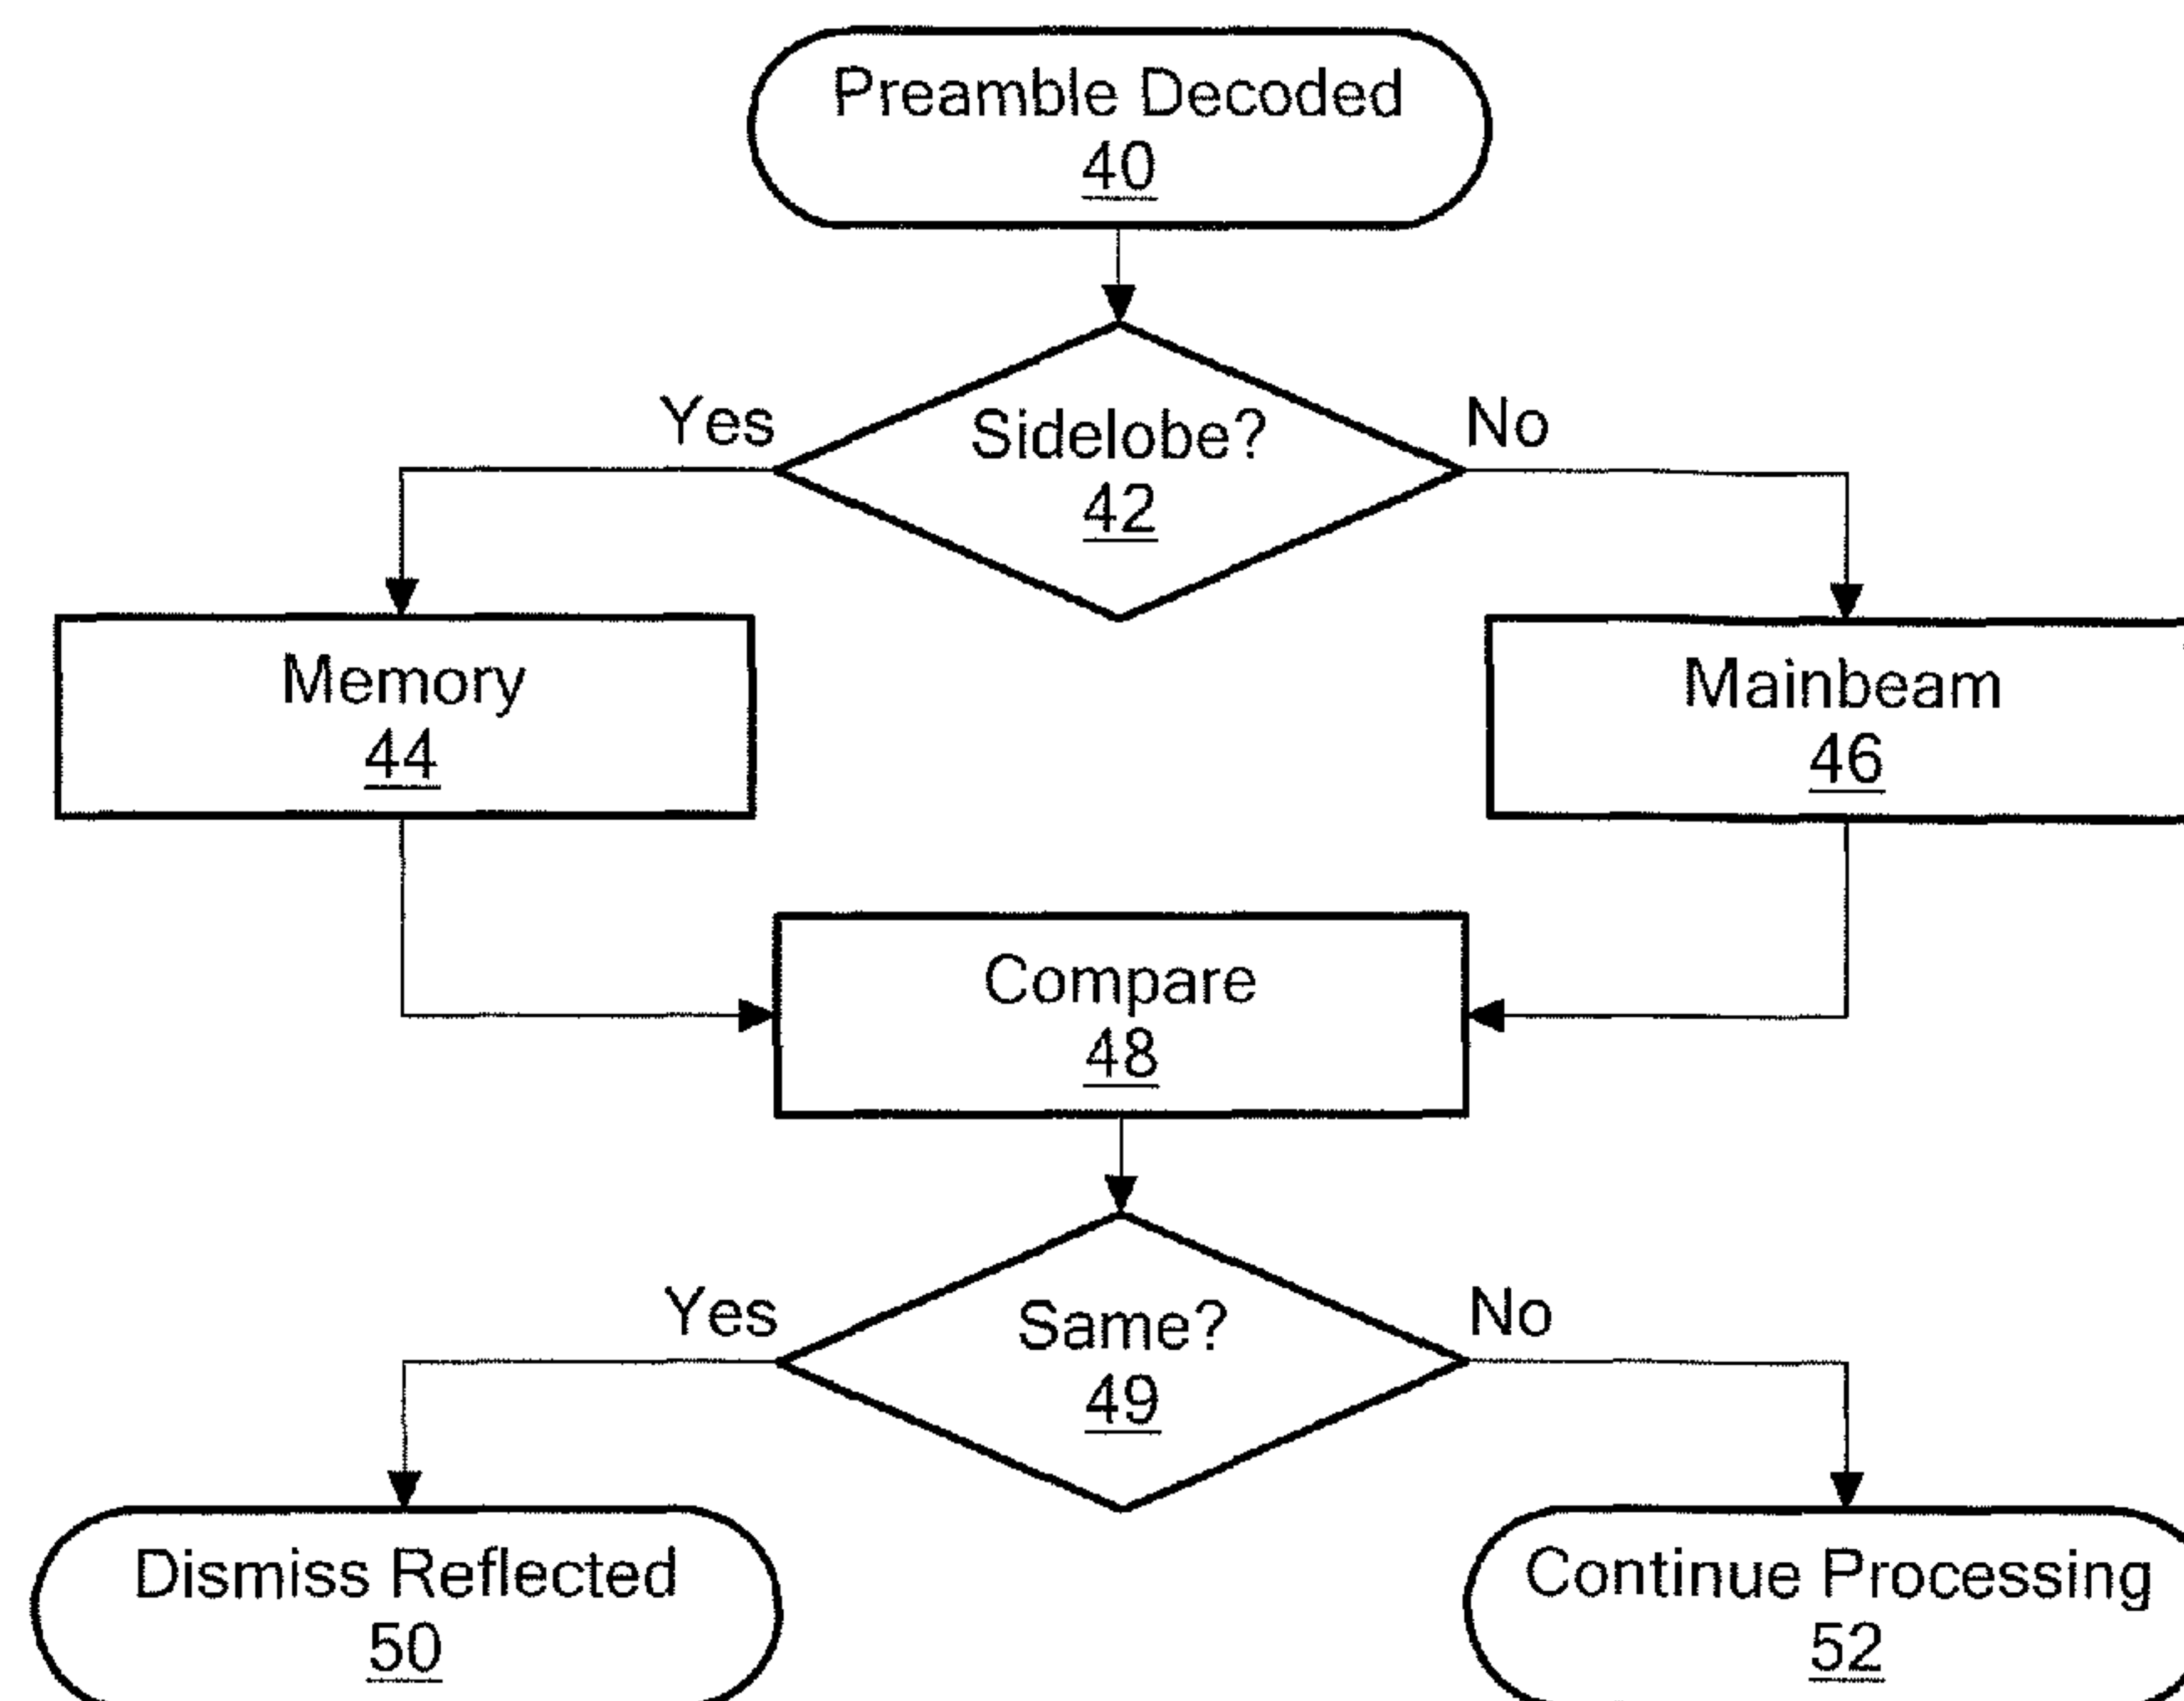 Preamble Decoded
40
Yes
Sidelobe?
42
No
Memory
44
Mainbeam
46
Compare
48
Yes
Same?
49
No
Dismiss Reflected
50
Continue Processing
52